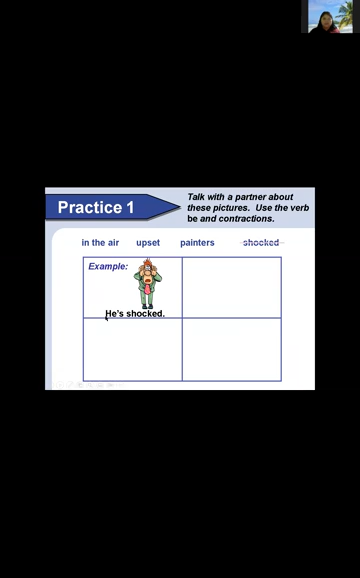 Practice 1
Talk with a partner about
these pictures. Use the verb
be and contractions.
in the air upset painters shocked
Example:
He's shocked.